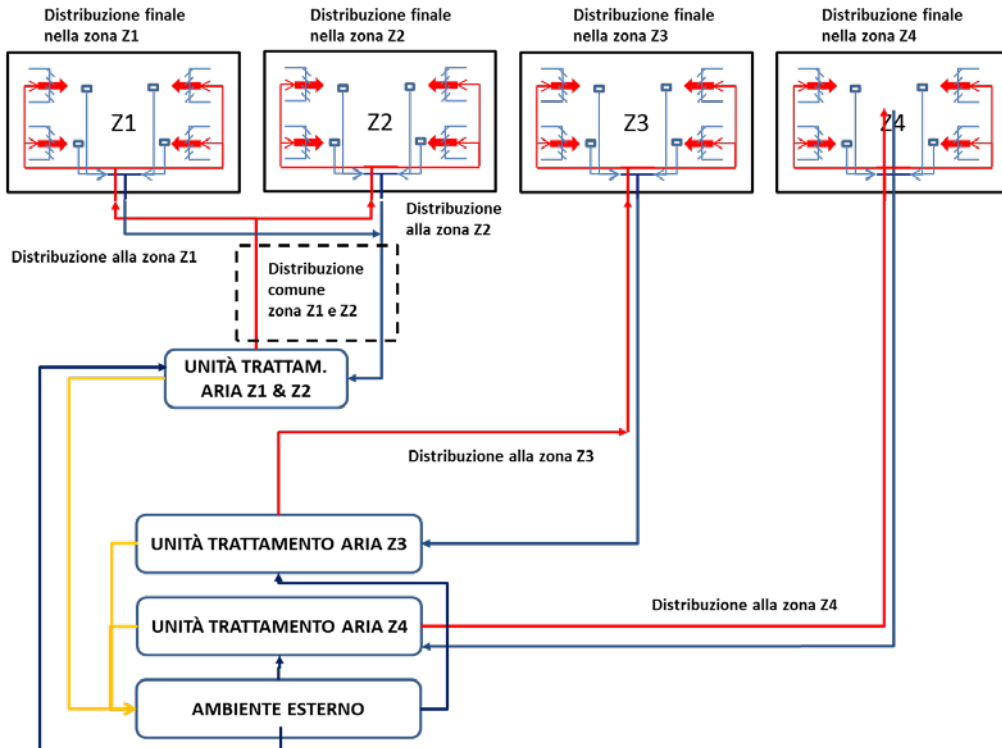 Distribuzione finale
nella zona Z1
Distribuzione finale
nella zona Z2
Distribuzione finale
nella zona Z3
Distribuzione finale
nella zona Z4
Z1
Z2
Z3
Z4
Distribuzione
alla zona Z2
Distribuzione alla zona Z1
Distribuzione
comune
zona Z1 e Z2
UNITÀ TRATTAM.
ARIA Z1 & Z2
Distribuzione alla zona Z3
UNITÀ TRATTAMENTO ARIA Z3
Distribuzione alla zona Z4
UNITÀ TRATTAMENTO ARIA Z4
AMBIENTE ESTERNO